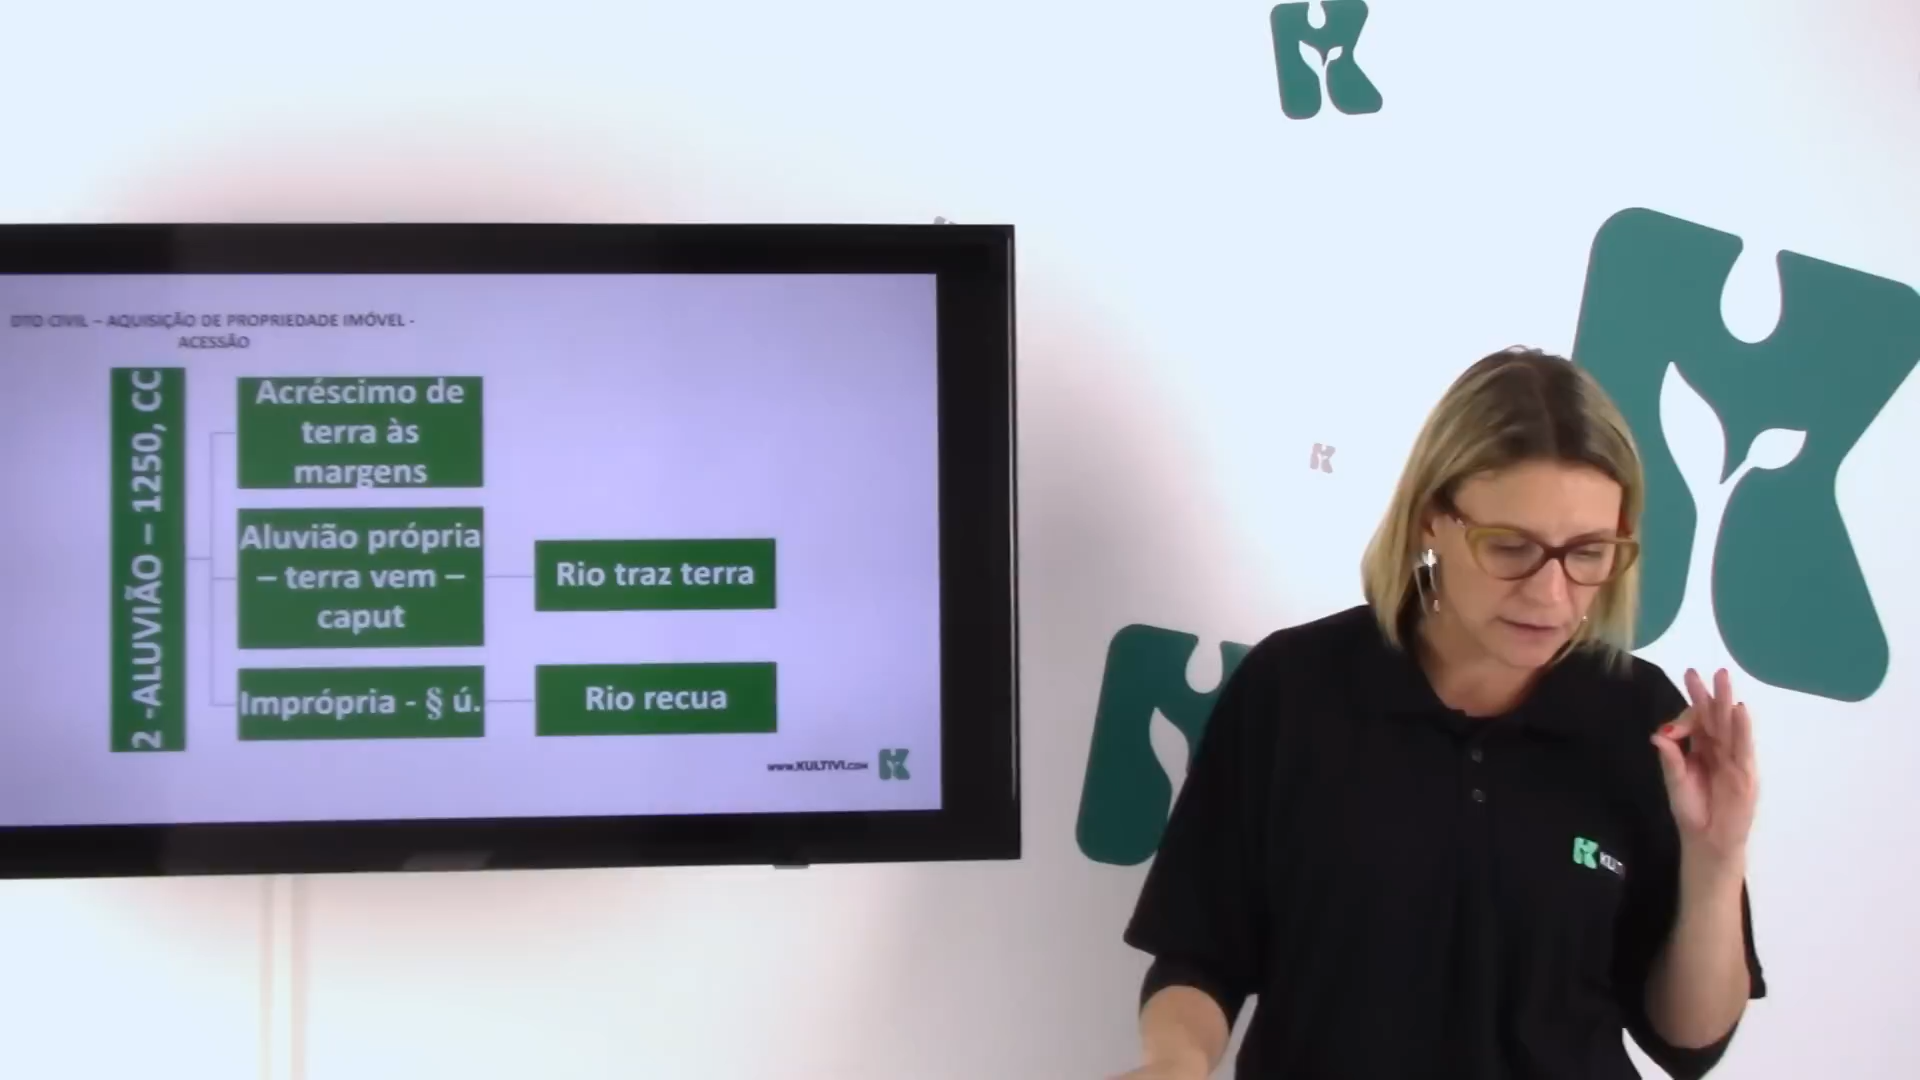 DTO CIVIL – AQUISIÇÃO DE PROPRIEDADE IMÓVEL -
ACESSÃO
2 -ALUVIÃO – 1250, CC
Acréscimo de
terra às
margens
Aluvião própria
– terra vem –
caput
Rio traz terra
Imprópria - § ú.
Rio recua
www.KULTIVI.com